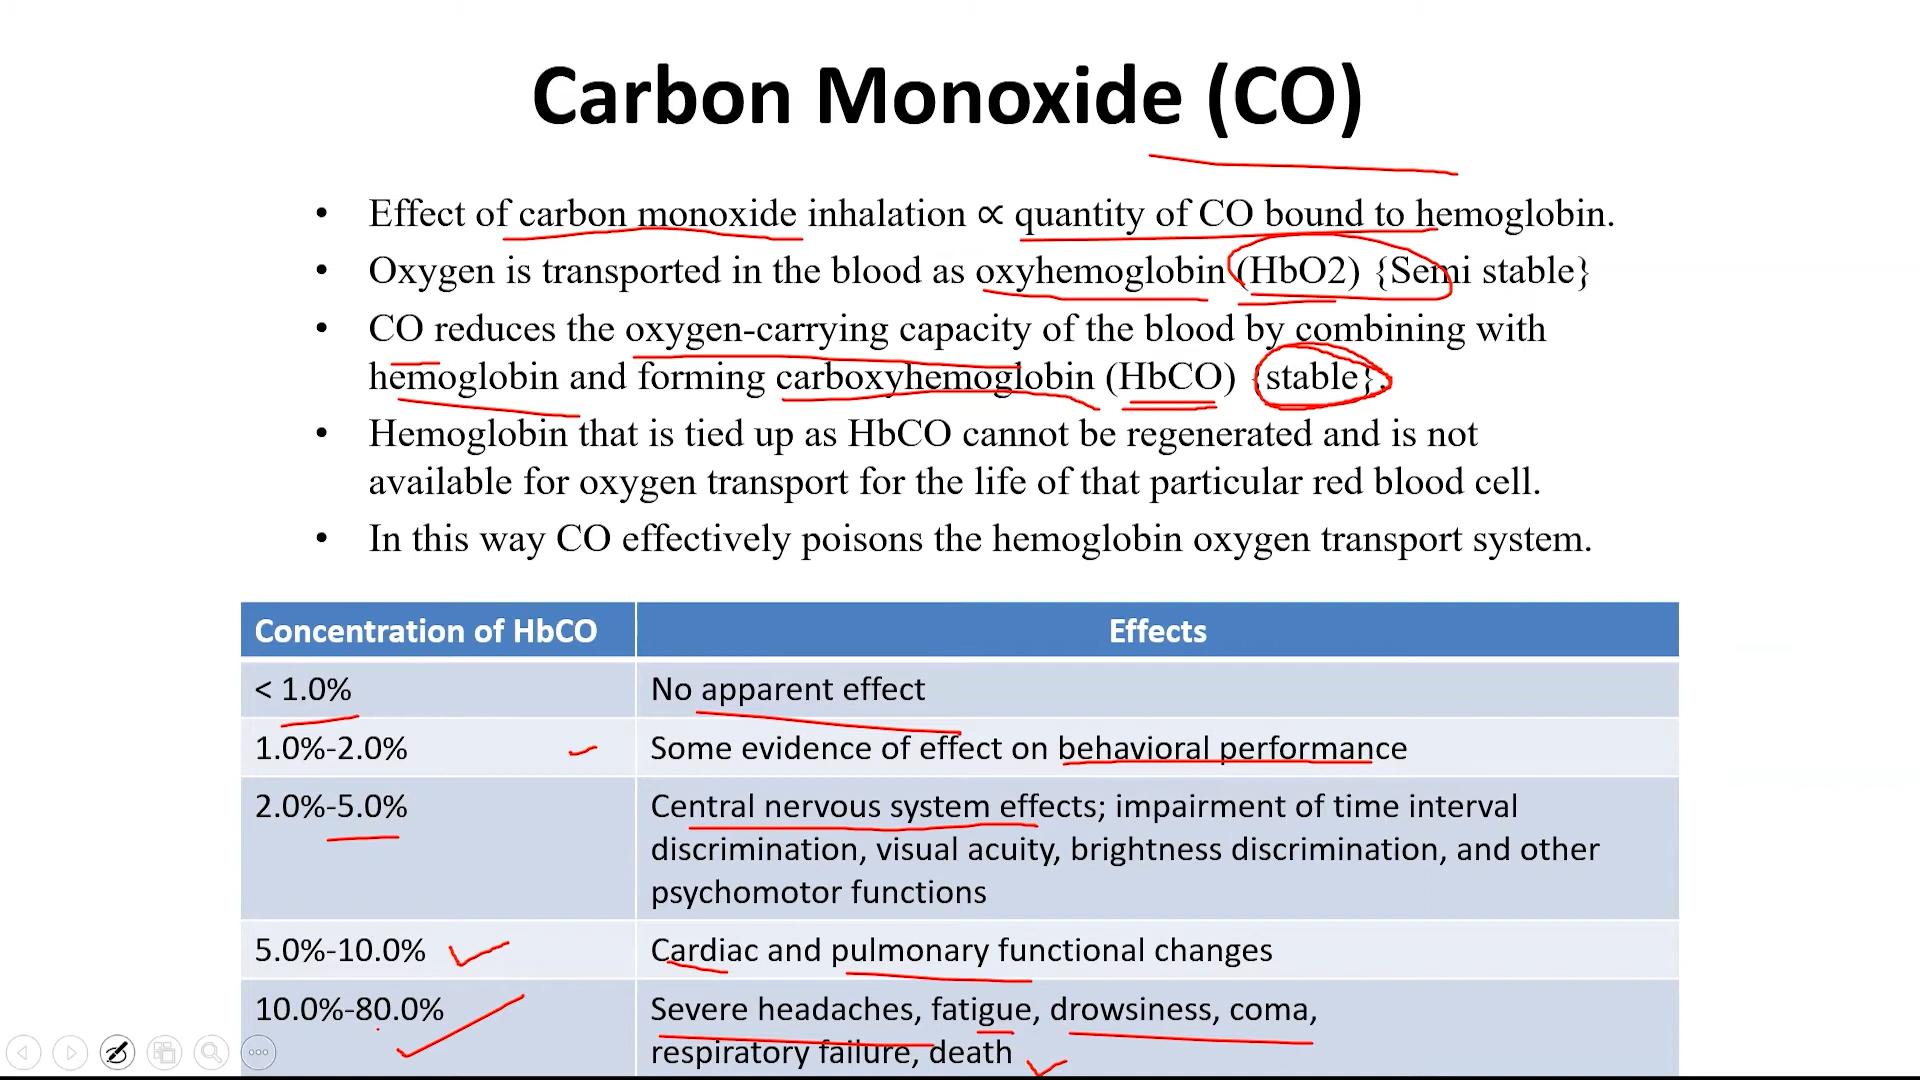 Carbon Monoxide (CO)
• Effect of carbon monoxide inhalation ∝ quantity of CO bound to hemoglobin.
• Oxygen is transported in the blood as oxyhemoglobin (HbO2) {Semi stable}
• CO reduces the oxygen-carrying capacity of the blood by combining with
hemoglobin and forming carboxyhemoglobin (HbCO) {stable}.
• Hemoglobin that is tied up as HbCO cannot be regenerated and is not
available for oxygen transport for the life of that particular red blood cell.
• In this way CO effectively poisons the hemoglobin oxygen transport system.
Concentration of HbCO Effects
< 1.0% No apparent effect
1.0%-2.0% Some evidence of effect on behavioral performance
2.0%-5.0% Central nervous system effects; impairment of time interval
discrimination, visual acuity, brightness discrimination, and other
psychomotor functions
5.0%-10.0% Cardiac and pulmonary functional changes
10.0%-80.0% Severe headaches, fatigue, drowsiness, coma,
respiratory failure, death